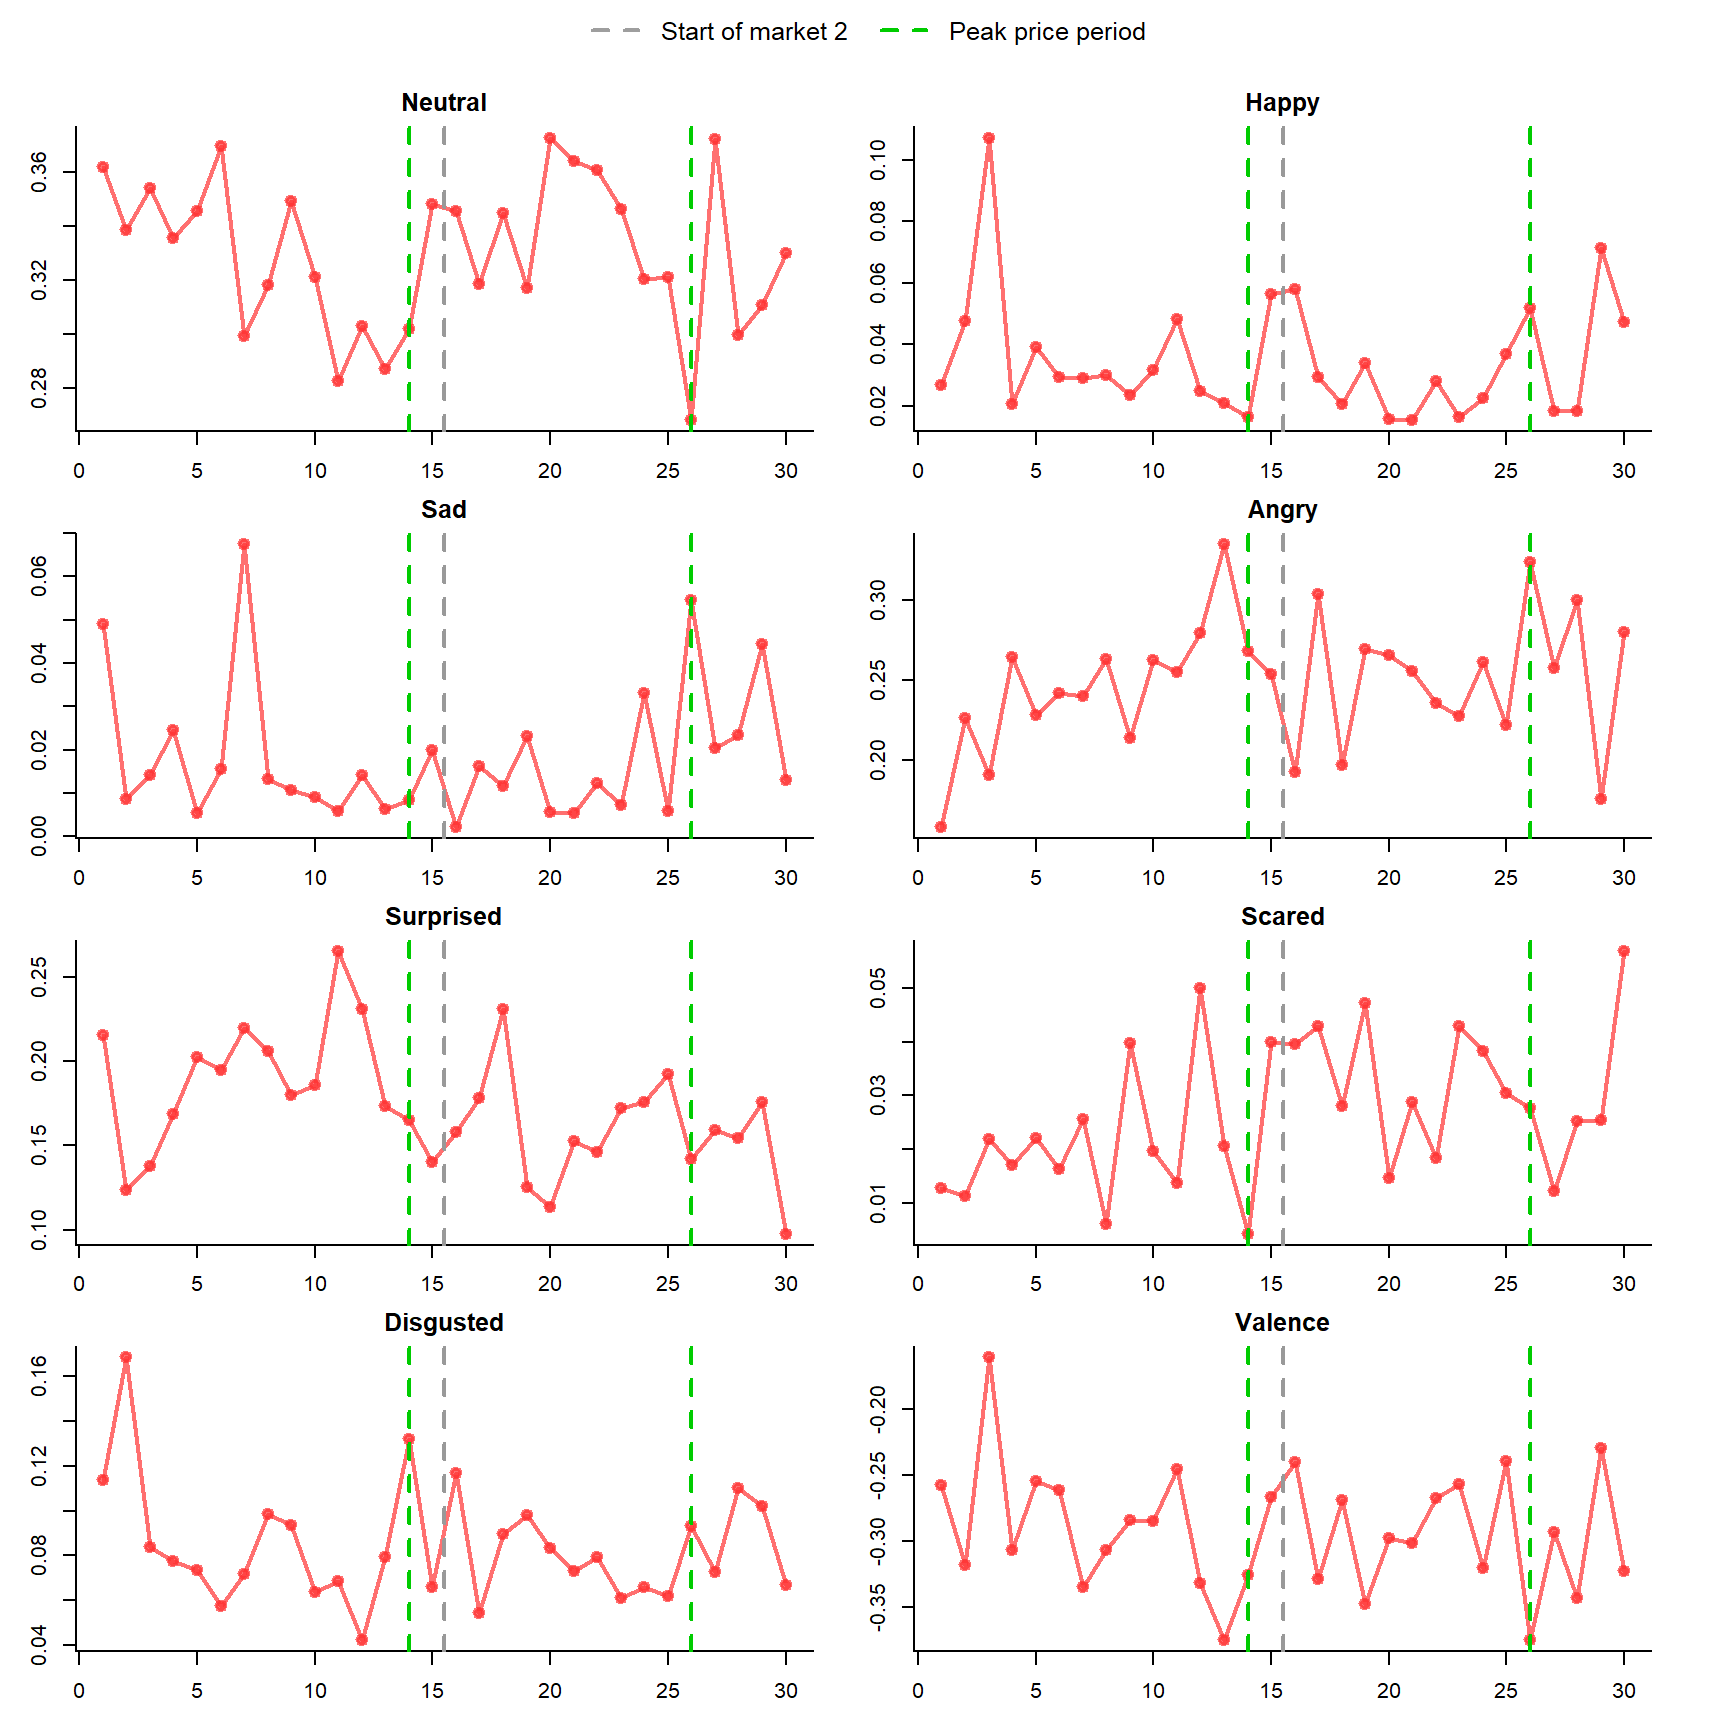 Start of market 2 Peak price period
Neutral Happy
0.36 0.32 0.28
0.10 0.08 0.06 0.04 0.02
0 5 10 15 20 25 30
0 5 10 15 20 25 30
Sad Angry
0.06 0.04 0.02 0.00
0.30 0.25 0.20
0 5 10 15 20 25 30
0 5 10 15 20 25 30
Surprised Scared
0.25 0.20 0.15 0.10
0.05 0.03 0.01
0 5 10 15 20 25 30
0 5 10 15 20 25 30
Disgusted Valence
0.16 0.12 0.08 0.04
-0.20 -0.25 -0.30 -0.35
0 5 10 15 20 25 30
0 5 10 15 20 25 30